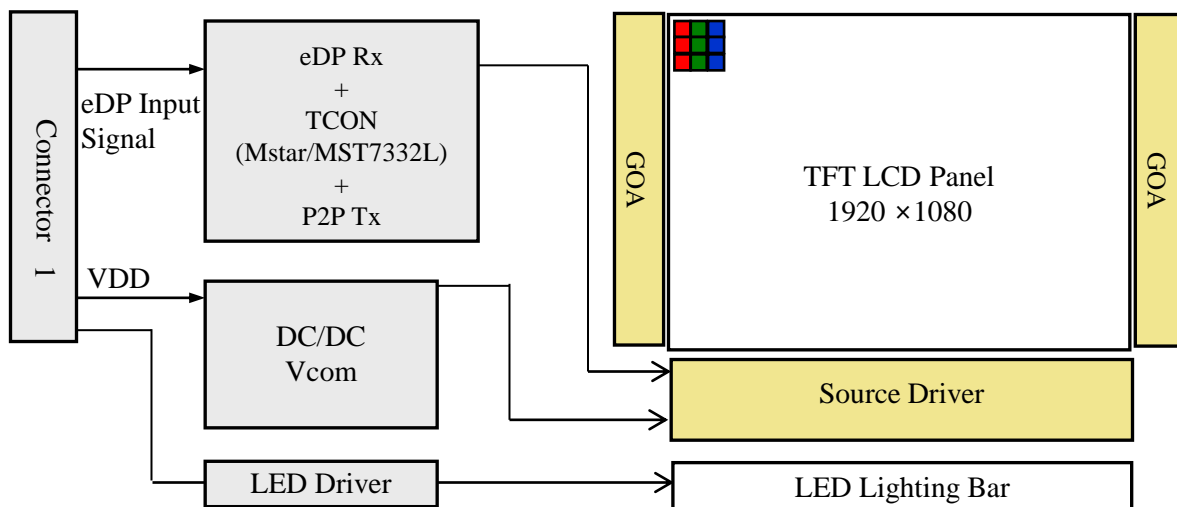 Connector 1
eDP Input
Signal
eDP Rx
+
TCON
(Mstar/MST7332L)
+
P2P Tx
GOA
TFT LCD Panel
1920 ×1080
GOA
VDD
DC/DC
Vcom
Source Driver
LED Driver
LED Lighting Bar